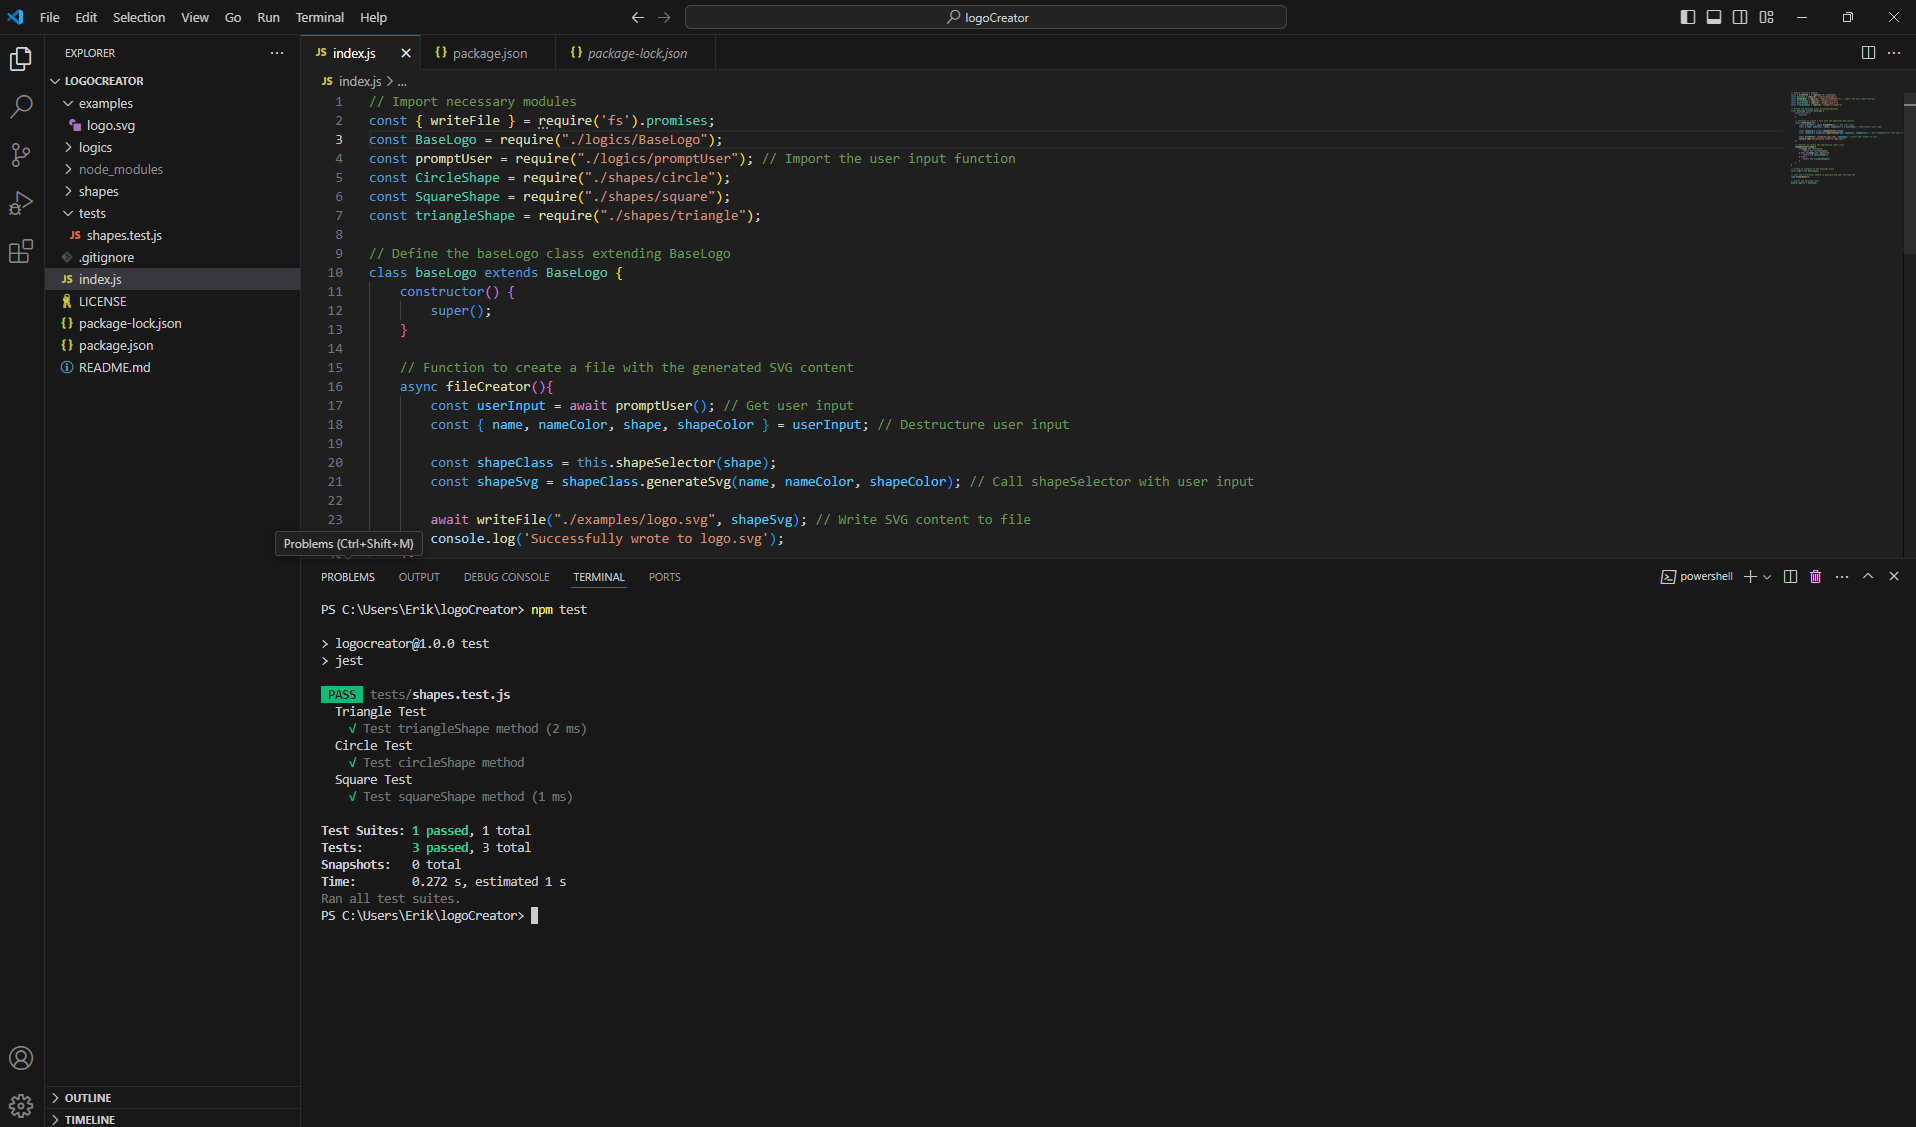 File Edit Selection View Go Run Terminal Help
logoCreator
EXPLORER
LOGOCREATOR
examples
logo.svg
logics
node_modules
shapes
tests
JS shapes.test.js
.gitignore
JS index.js
LICENSE
{} package-lock.json
{} package.json
README.md
OUTLINE
TIMELINE
JS index.js {} package.json {} package-lock.json
JS index.js > ...
1 // Import necessary modules
2 const { writeFile } = require('fs').promises;
3 const BaseLogo = require("./logics/BaseLogo");
4 const promptUser = require("./logics/promptUser"); // Import the user input function
5 const CircleShape = require("./shapes/circle");
6 const SquareShape = require("./shapes/square");
7 const triangleShape = require("./shapes/triangle");
8
9 // Define the baseLogo class extending BaseLogo
10 class baseLogo extends BaseLogo {
11 constructor() {
12 super();
13 }
14
15 // Function to create a file with the generated SVG content
16 async fileCreator(){
17 const userInput = await promptUser(); // Get user input
18 const { name, nameColor, shape, shapeColor } = userInput; // Destructure user input
19
20 const shapeClass = this.shapeSelector(shape);
21 const shapeSvg = shapeClass.generateSvg(name, nameColor, shapeColor); // Call shapeSelector with user input
22
23 await writeFile("./examples/logo.svg", shapeSvg); // Write SVG content to file
console.log('Successfully wrote to logo.svg');
Problems (Ctrl+Shift+M)
PROBLEMS OUTPUT DEBUG CONSOLE TERMINAL PORTS
powershell
PS C:\Users\Erik\logoCreator> npm test
> logocreator@1.0.0 test
> jest
PASS tests/shapes.test.js
Triangle Test
√ Test triangleShape method (2 ms)
Circle Test
√ Test circleShape method
Square Test
√ Test squareShape method (1 ms)
Test Suites: 1 passed, 1 total
Tests: 3 passed, 3 total
Snapshots: 0 total
Time: 0.272 s, estimated 1 s
Ran all test suites.
PS C:\Users\Erik\logoCreator>